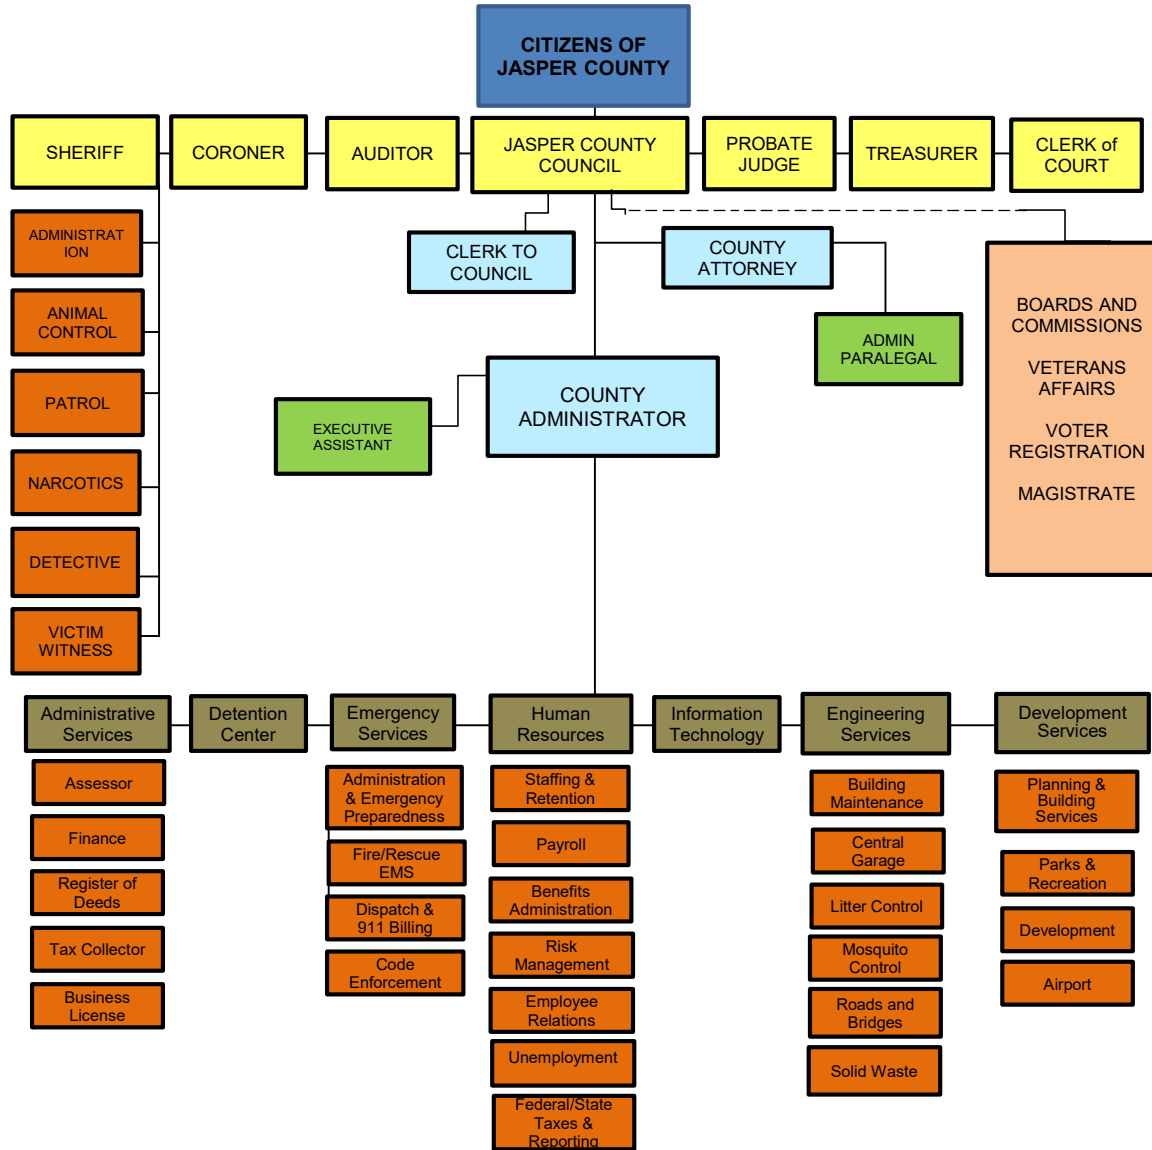 CITIZENS OF
JASPER COUNTY
SHERIFF
CORONER
AUDITOR
JASPER COUNTY
COUNCIL
PROBATE
JUDGE
TREASURER
CLERK of
COURT
ADMINISTRAT
ION
ANIMAL
CONTROL
PATROL
NARCOTICS
DETECTIVE
VICTIM
WITNESS
CLERK TO
COUNCIL
COUNTY
ATTORNEY
ADMIN
PARALEGAL
BOARDS AND
COMMISSIONS
VETERANS
AFFAIRS
VOTER
REGISTRATION
MAGISTRATE
EXECUTIVE
ASSISTANT
COUNTY
ADMINISTRATOR
Administrative
Services
Detention
Center
Emergency
Services
Human
Resources
Information
Technology
Engineering
Services
Development
Services
Assessor
Finance
Register of
Deeds
Tax Collector
Business
License
Administration
& Emergency
Preparedness
Fire/Rescue
EMS
Dispatch &
911 Billing
Code
Enforcement
Staffing &
Retention
Payroll
Benefits
Administration
Risk
Management
Employee
Relations
Unemployment
Federal/State
Taxes &
Reporting
Building
Maintenance
Central
Garage
Litter Control
Mosquito
Control
Roads and
Bridges
Solid Waste
Planning &
Building
Services
Parks &
Recreation
Development
Airport